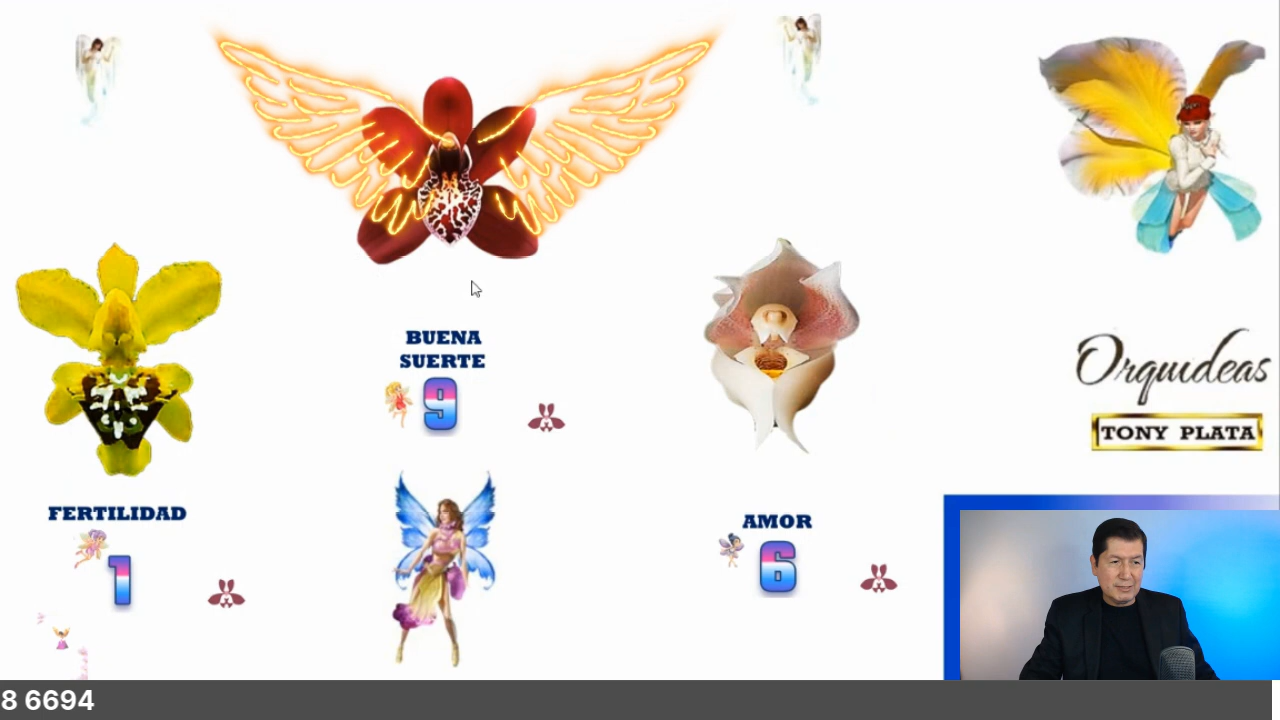 BUENA
SUERTE
9
Orquideas
TONY PLATA
FERTILIDAD
1
AMOR
6
8 6694